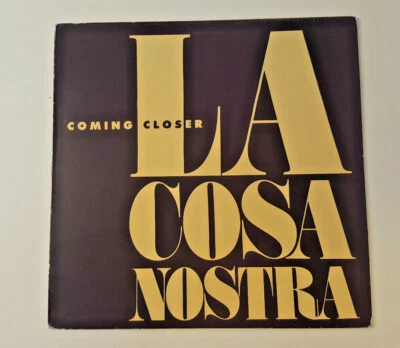 LA
COMING CLOSER
COSA
NOSTRA